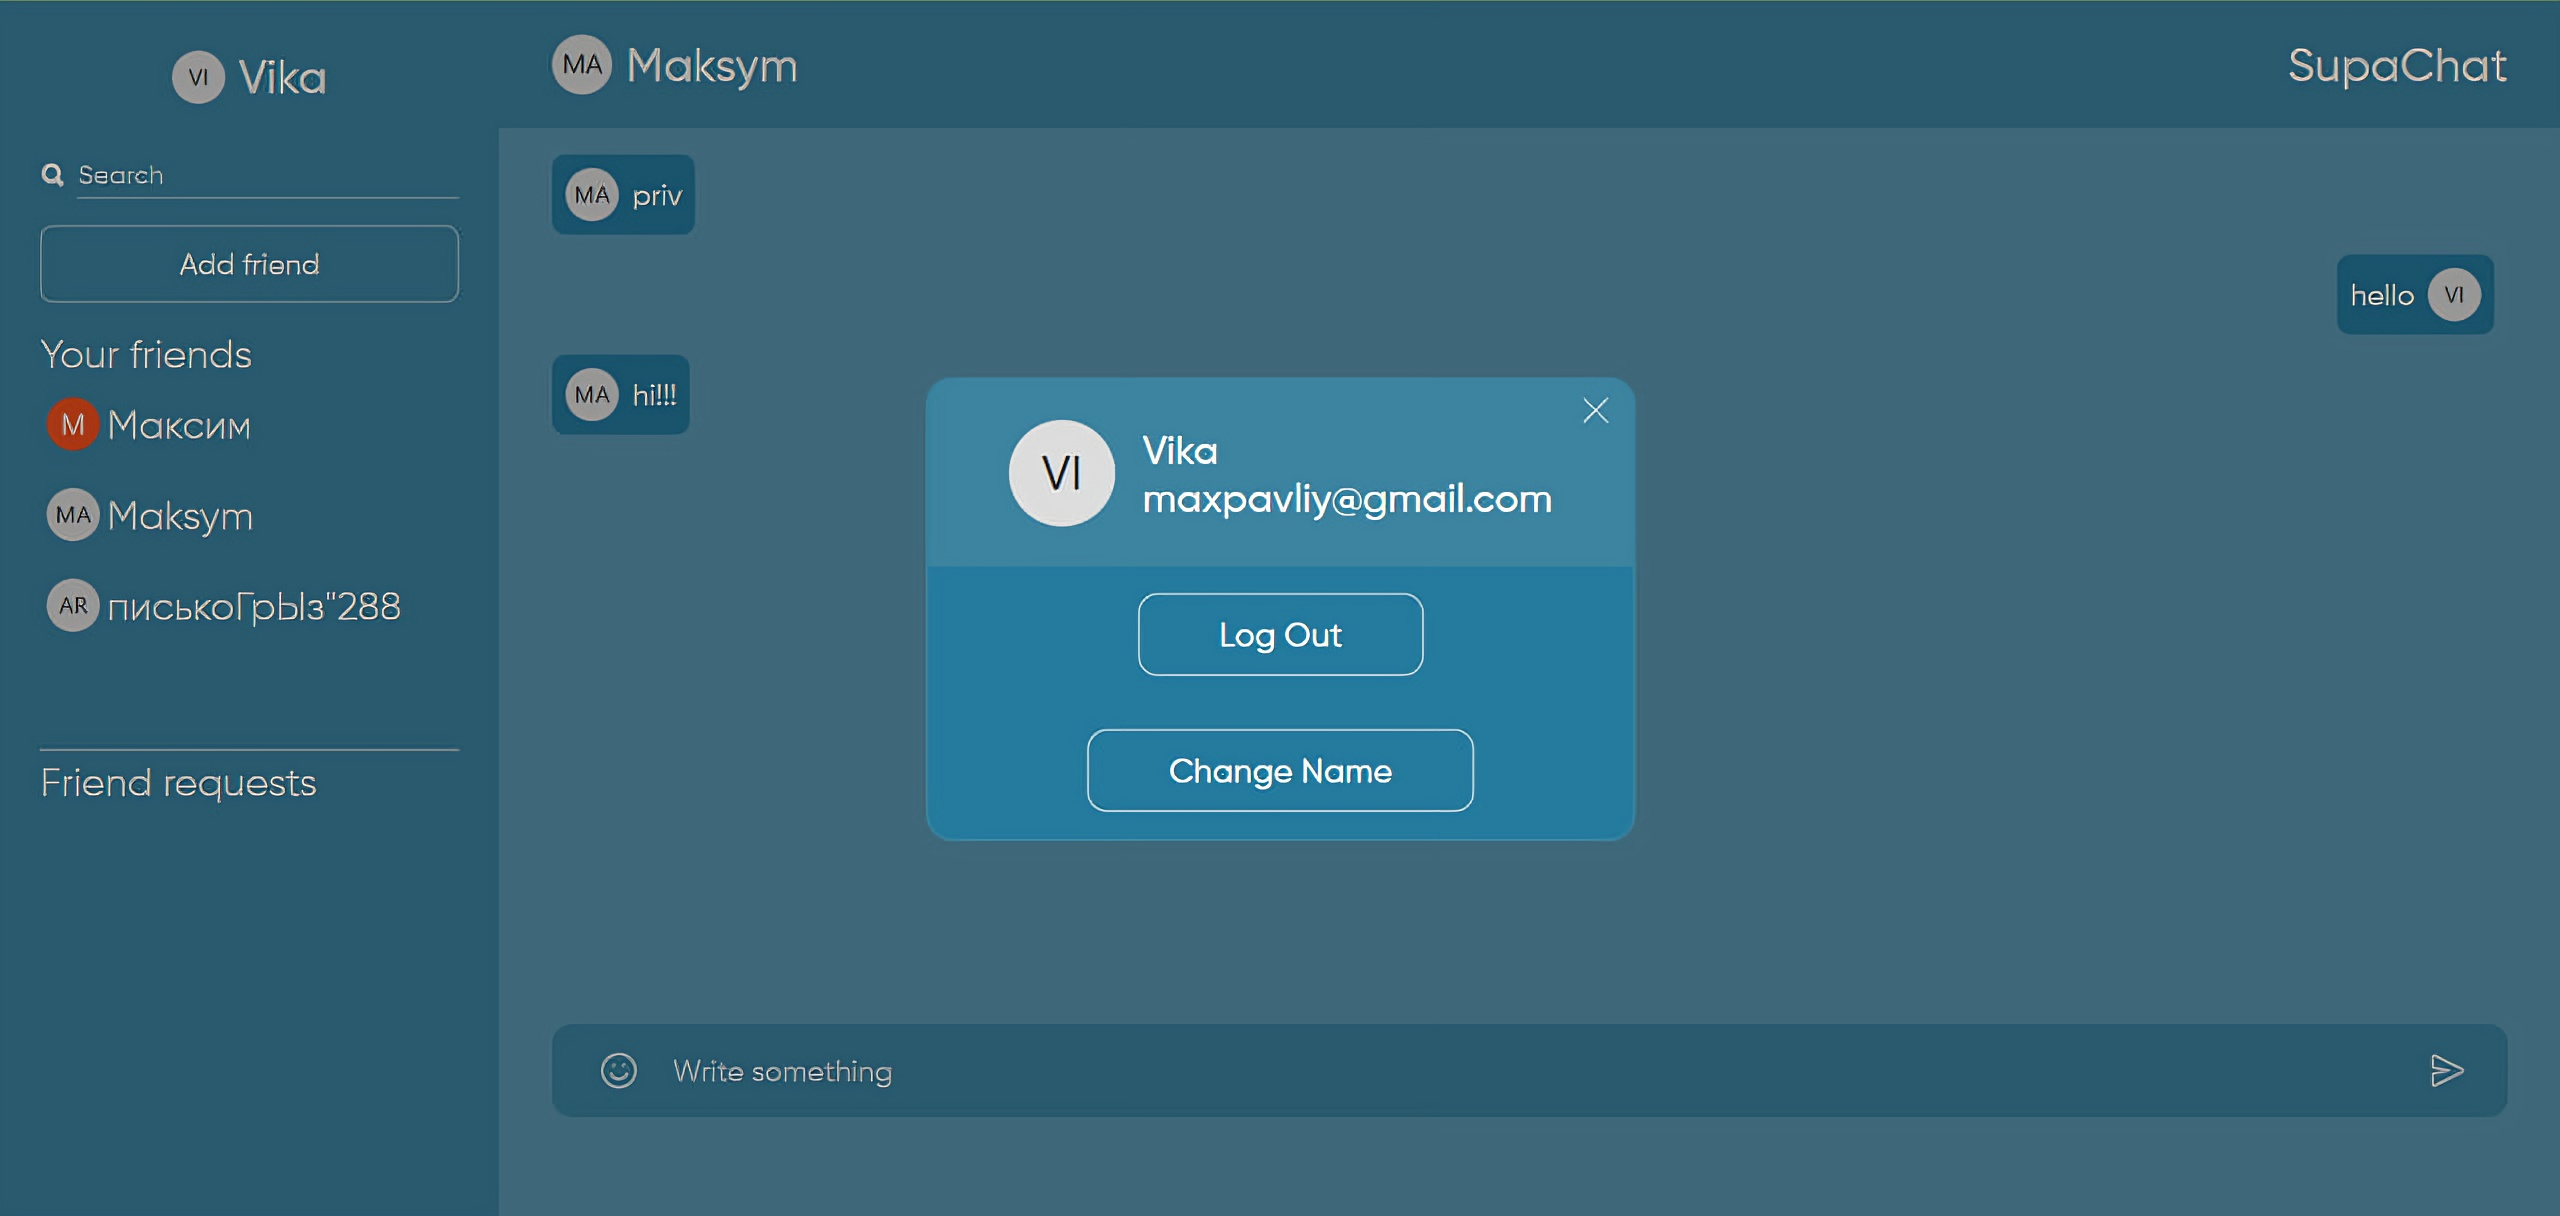 VI Vika
Search
Add friend
Your friends
М Максим
MA Maksym
AR писькоГрЫз"288
Friend requests
MA Maksym
SupaChat
MA priv
hello VI
MA hi!!!
VI
Vika
maxpavliy@gmail.com
Log Out
Change Name
Write something